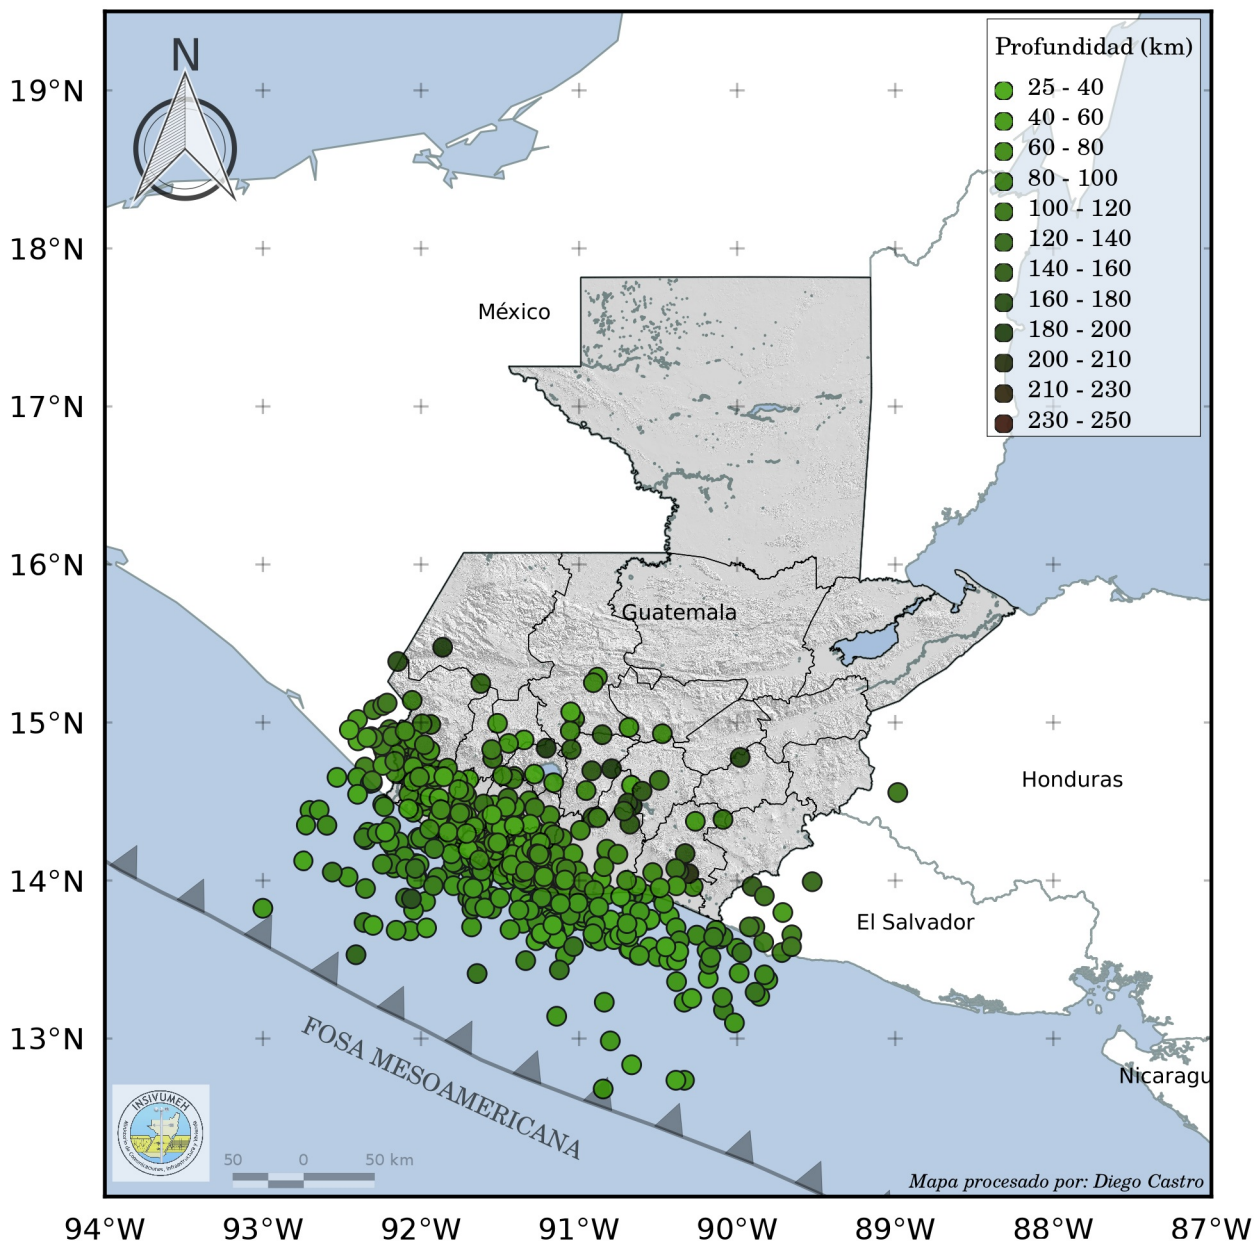 N
Profundidad (km)
25 - 40
40 - 60
60 - 80
80 - 100
100 - 120
120 - 140
140 - 160
160 - 180
180 - 200
200 - 210
210 - 230
230 - 250
19°N
18°N
17°N
16°N
15°N
14°N
13°N
México
Guatemala
Honduras
El Salvador
Nicaragu
FOSA MESOAMERICANA
INSIVUMEH
50 0 50 km
Mapa procesado por: Diego Castro
94°W 93°W 92°W 91°W 90°W 89°W 88°W 87°W